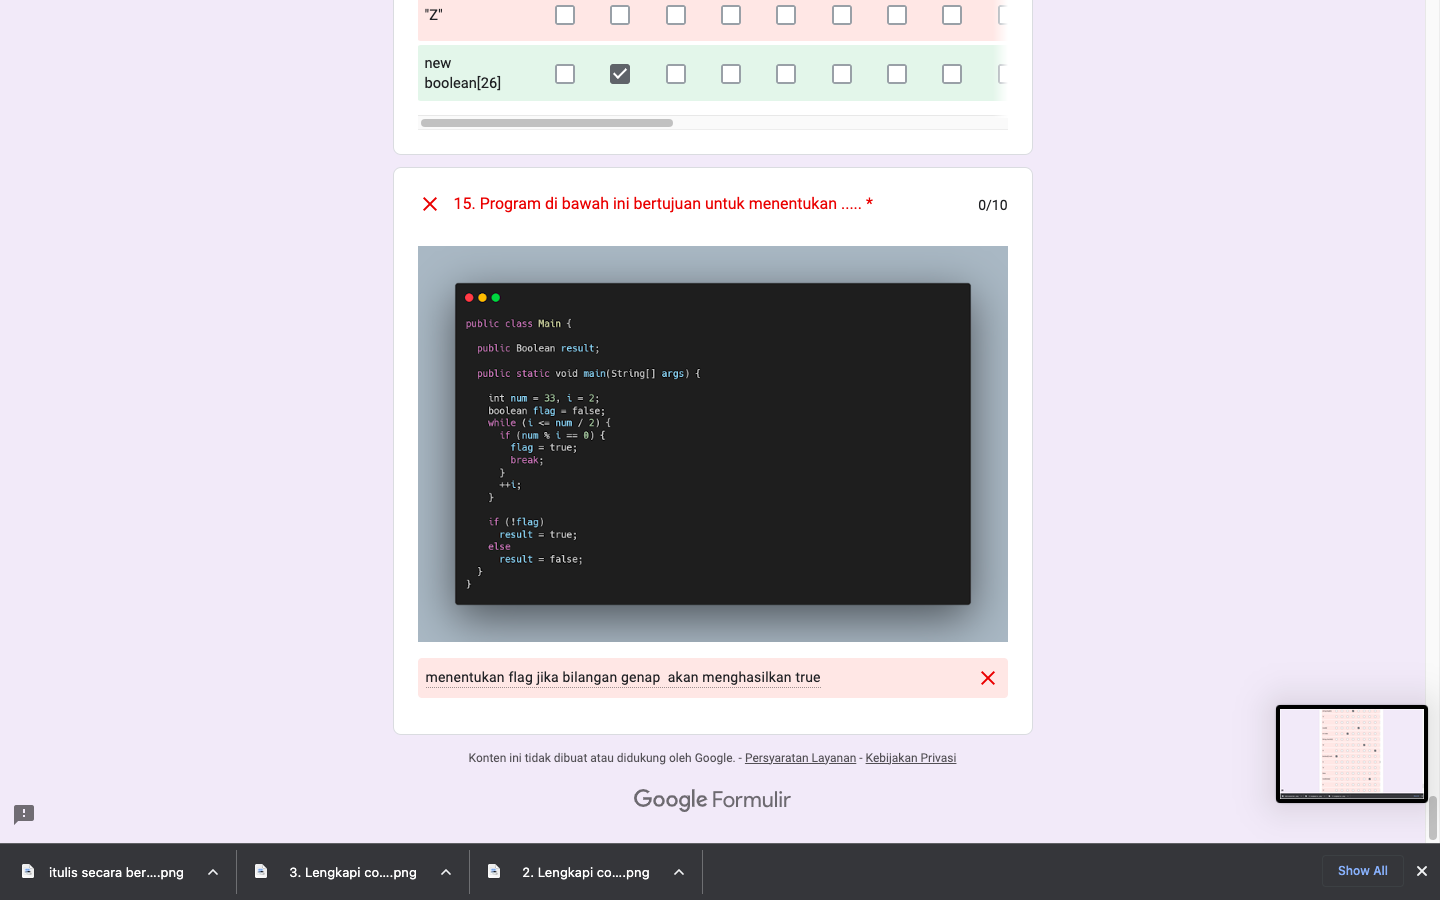 "Z"
new
boolean[26]
15. Program di bawah ini bertujuan untuk menentukan ..... *
0/10
public class Main {
public Boolean result;
public static void main(String[] args) {
int num = 33, i = 2;
boolean flag = false;
while (i <= num / 2) {
if (num % i == 0) {
flag = true;
break;
}
++i;
}
if (!flag)
result = true;
else
result = false;
}
}
menentukan flag jika bilangan genap  akan menghasilkan true
Konten ini tidak dibuat atau didukung oleh Google. - Persyaratan Layanan - Kebijakan Privasi
Google Formulir
itulis secara ber....png
3. Lengkapi co....png
2. Lengkapi co....png
Show All